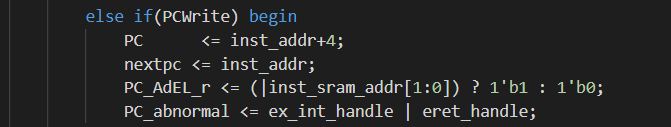 else if(PCWrite) begin
PC <= inst_addr+4;
nextpc <= inst_addr;
PC_AdEL_r <= (|inst_sram_addr[1:0]) ? 1'b1 : 1'b0;
PC_abnormal <= ex_int_handle | eret_handle;